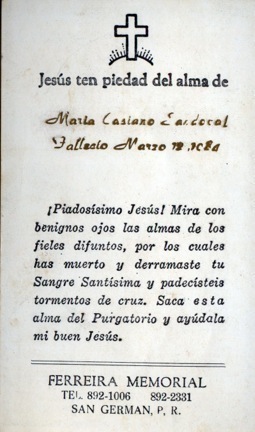 Jesús ten piedad del alma de
Maria Casiano Sandoval
Fallecio Marzo 12, 1984
¡Piadosísimo Jesús! Mira con
benignos ojos las almas de los
fieles difuntos, por los cuales
has muerto y derramaste tu
Sangre Santísima y padecísteis
tormentos de cruz. Saca esta
alma del Purgatorio y ayúdala
mi buen Jesús.
FERREIRA MEMORIAL
TEL. 892-1006 892-2331
SAN GERMAN, P. R.